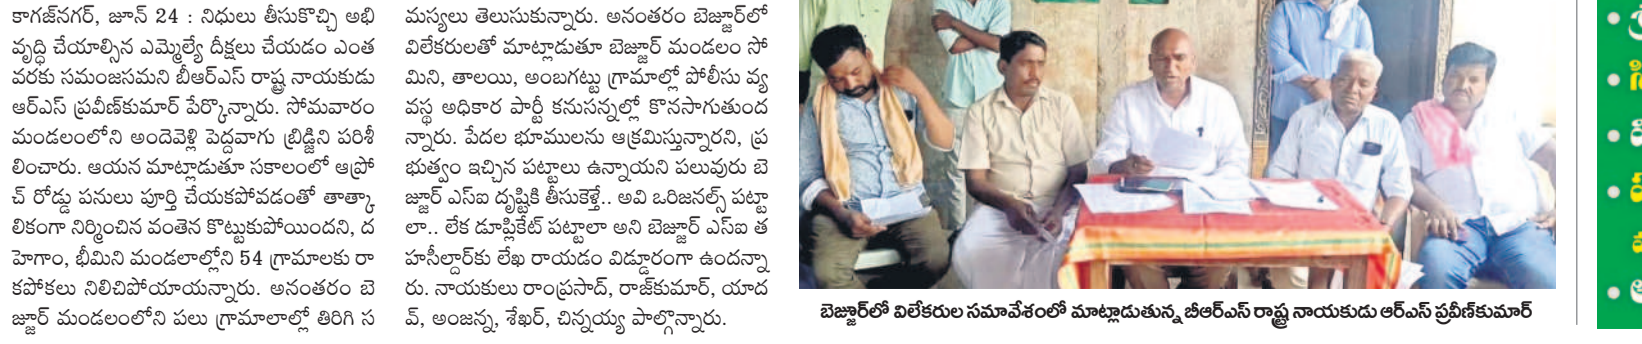 కాగజ్‌నగర్, జూన్ 24 : నిధులు తీసుకొచ్చి అభి
వృద్ధి చేయాల్సిన ఎమ్మెల్యే దీక్షలు చేయడం ఎంత
వరకు సమంజసమని బీఆర్ఎస్ రాష్ట్ర నాయకుడు
ఆర్ఎస్ ప్రవీణ్‌కుమార్ పేర్కొన్నారు. సోమవారం
మండలంలోని అందెవెళ్లి పెద్దవాగు బ్రిడ్జిని పరిశీ
లించారు. ఆయన మాట్లాడుతూ సకాలంలో ఆప్రో
చ్ రోడ్డు పనులు పూర్తి చేయకపోవడంతో తాత్కా
లికంగా నిర్మించిన వంతెన కొట్టుకుపోయిందని, ద
హెగాం, భీమిని మండలాల్లోని 54 గ్రామాలకు రా
కపోకలు నిలిచిపోయాయన్నారు. అనంతరం బె
జ్జూర్ మండలంలోని పలు గ్రామాలాల్లో తిరిగి స
మస్యలు తెలుసుకున్నారు. అనంతరం బెజ్జూర్‌లో
విలేకరులతో మాట్లాడుతూ బెజ్జూర్ మండలం సో
మిని, తాలయి, అంబగట్టు గ్రామాల్లో పోలీసు వ్య
వస్థ అధికార పార్టీ కనుసన్నల్లో కొనసాగుతుంద
న్నారు. పేదల భూములను ఆక్రమిస్తున్నారని, ప్ర
భుత్వం ఇచ్చిన పట్టాలు ఉన్నాయని పలువురు బె
జ్జూర్ ఎస్ఐ దృష్టికి తీసుకెళ్తే.. అవి ఒరిజనల్స్ పట్టా
లా.. లేక డూప్లికేట్ పట్టాలా అని బెజ్జూర్ ఎస్ఐ త
హసీల్దార్‌కు లేఖ రాయడం విడ్డూరంగా ఉందన్నా
రు. నాయకులు రాంప్రసాద్, రాజ్‌కుమార్, యాద
వ్, అంజన్న, శేఖర్, చిన్నయ్య పాల్గొన్నారు.
బెజ్జూర్‌లో విలేకరుల సమావేశంలో మాట్లాడుతున్న బీఆర్ఎస్ రాష్ట్ర నాయకుడు ఆర్ఎస్ ప్రవీణ్‌కుమార్